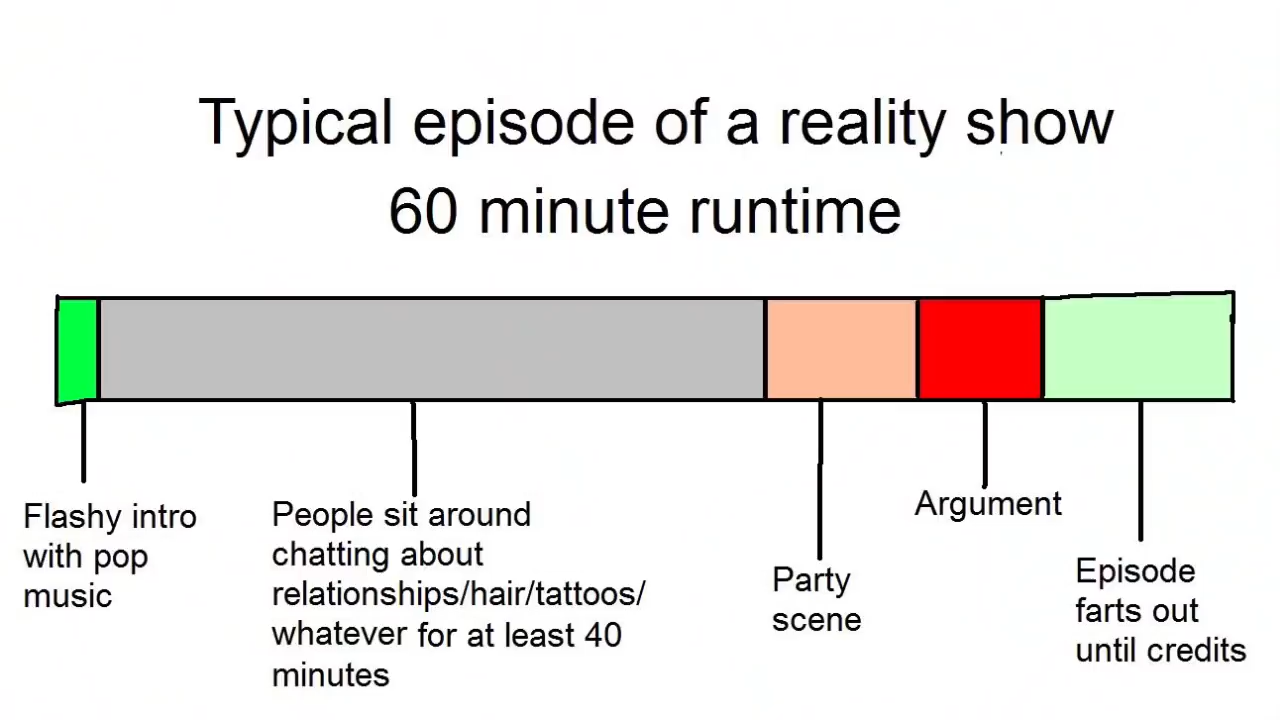 Typical episode of a reality show
60 minute runtime
Flashy intro
with pop
music
People sit around
chatting about
relationships/hair/tattoos/
whatever for at least 40
minutes
Party
scene
Argument
Episode
farts out
until credits